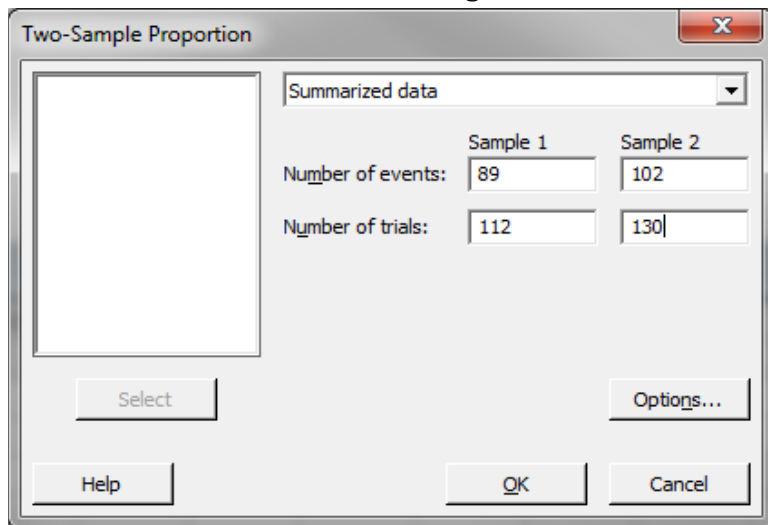 Two-Sample Proportion
Summarized data
Sample 1 Sample 2
Number of events: 89 102
Number of trials: 112 130
Select Options...
Help OK Cancel